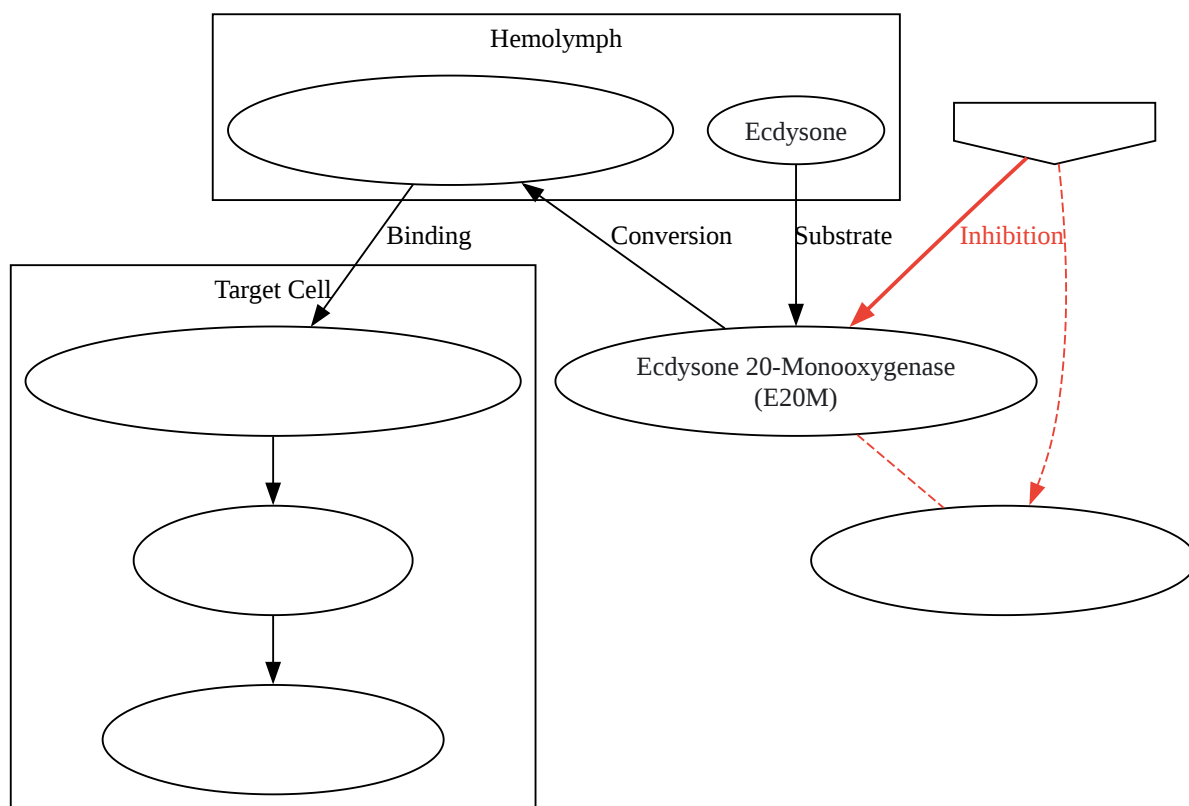 Hemolymph
Ecdysone
Binding
Conversion
Substrate
Inhibition
Target Cell
Ecdysone 20-Monooxygenase
(E20M)